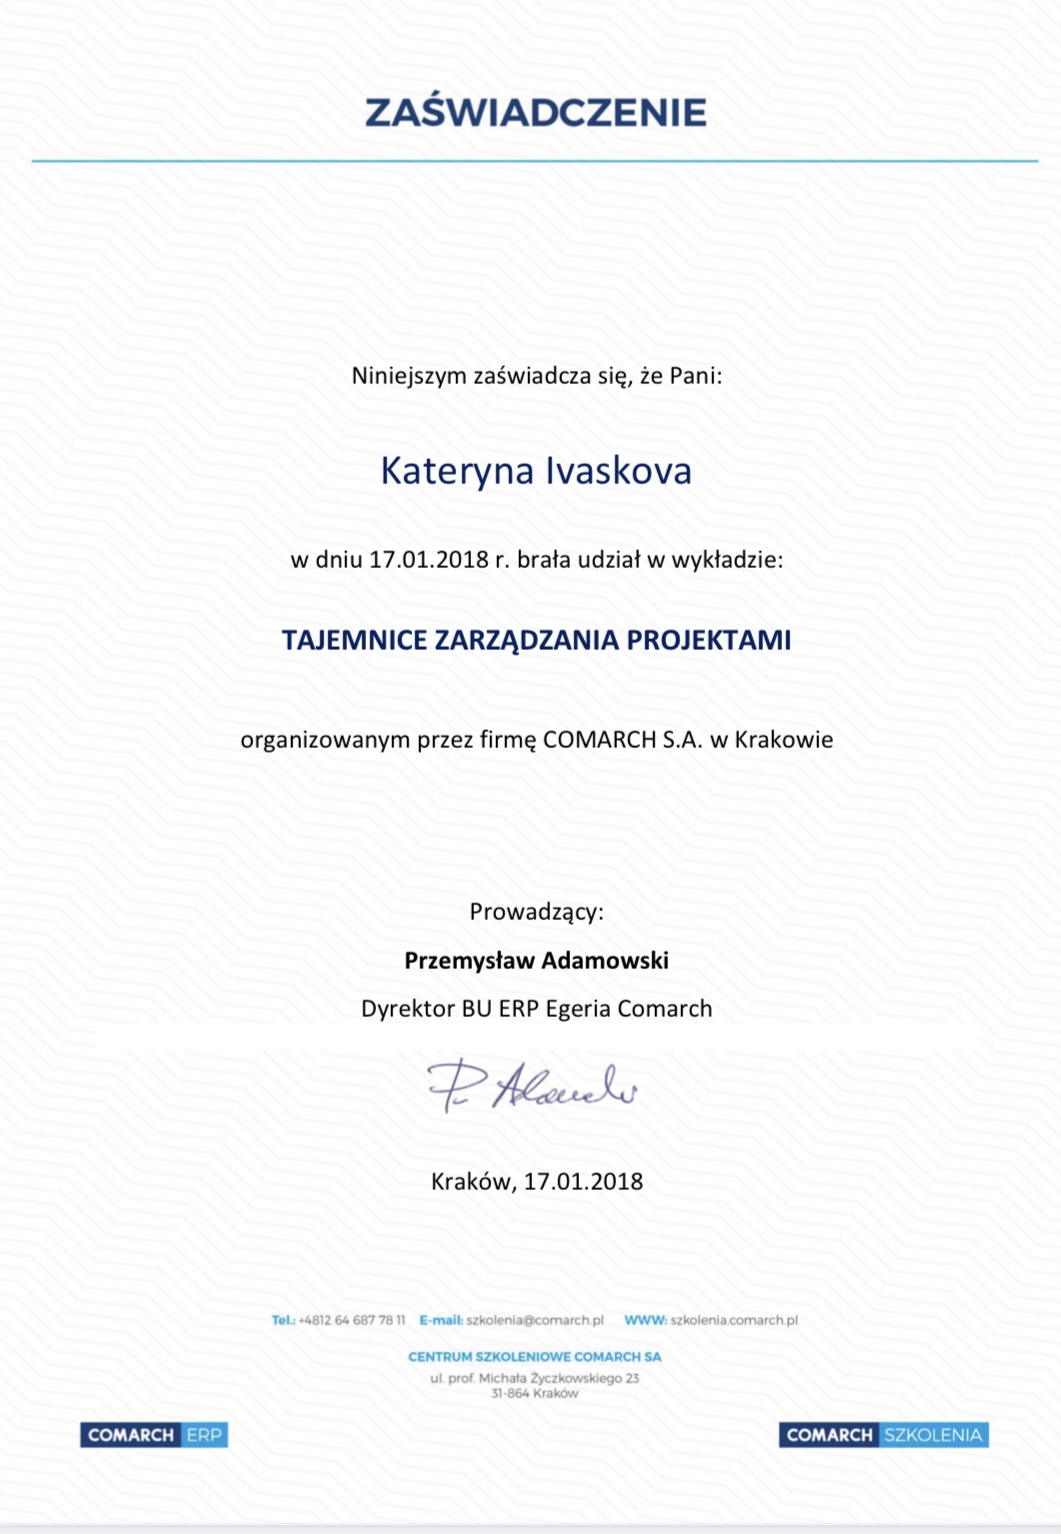 ZAŚWIADCZENIE
Niniejszym zaświadcza się, że Pani:
Kateryna Ivaskova
w dniu 17.01.2018 r. brała udział w wykładzie:
TAJEMNICE ZARZĄDZANIA PROJEKTAMI
organizowanym przez firmę COMARCH S.A. w Krakowie
Prowadzący:
Przemysław Adamowski
Dyrektor BU ERP Egeria Comarch
Kraków, 17.01.2018
Tel.: +4812 64 687 78 11 E-mail: szkolenia@comarch.pl WWW: szkolenia.comarch.pl
CENTRUM SZKOLENIOWE COMARCH SA
ul. prof. Michała Życzkowskiego 23
31-864 Kraków
COMARCH ERP COMARCH SZKOLENIA